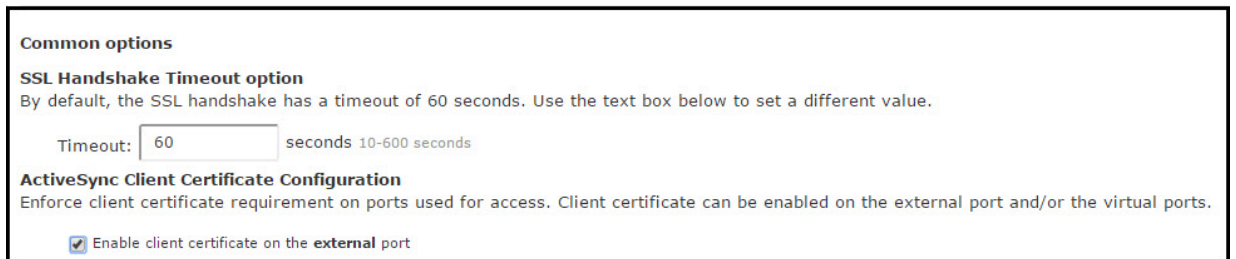 Common options
SSL Handshake Timeout option
By default, the SSL handshake has a timeout of 60 seconds. Use the text box below to set a different value.
Timeout: 60 seconds 10-600 seconds
ActiveSync Client Certificate Configuration
Enforce client certificate requirement on ports used for access. Client certificate can be enabled on the external port and/or the virtual ports.
Enable client certificate on the external port